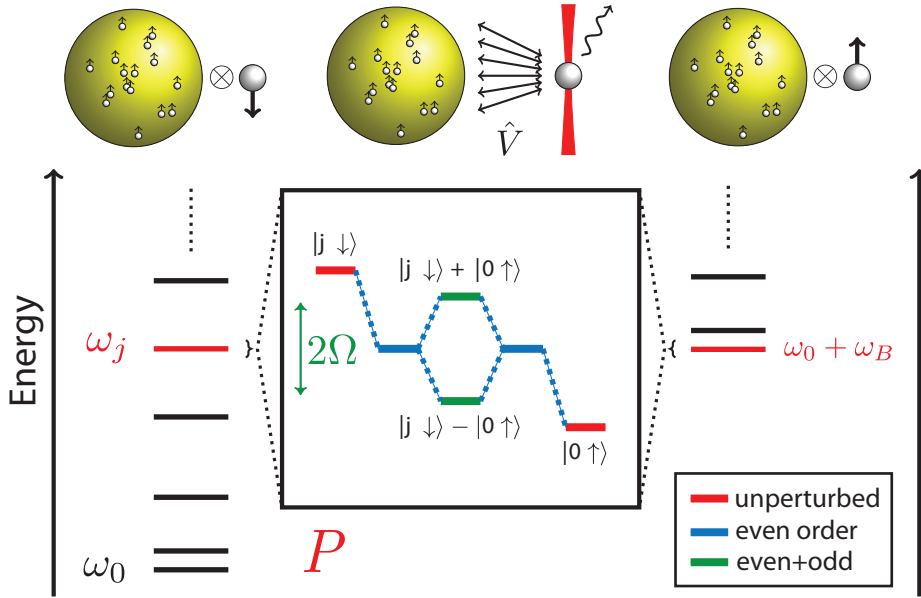 ⊗
V̂
⊗
Energy
|j ↓⟩
|j ↓⟩ + |0 ↑⟩
ω_j
2Ω
ω_0 + ω_B
|j ↓⟩ − |0 ↑⟩
|0 ↑⟩
unperturbed
even order
even+odd
P
ω_0